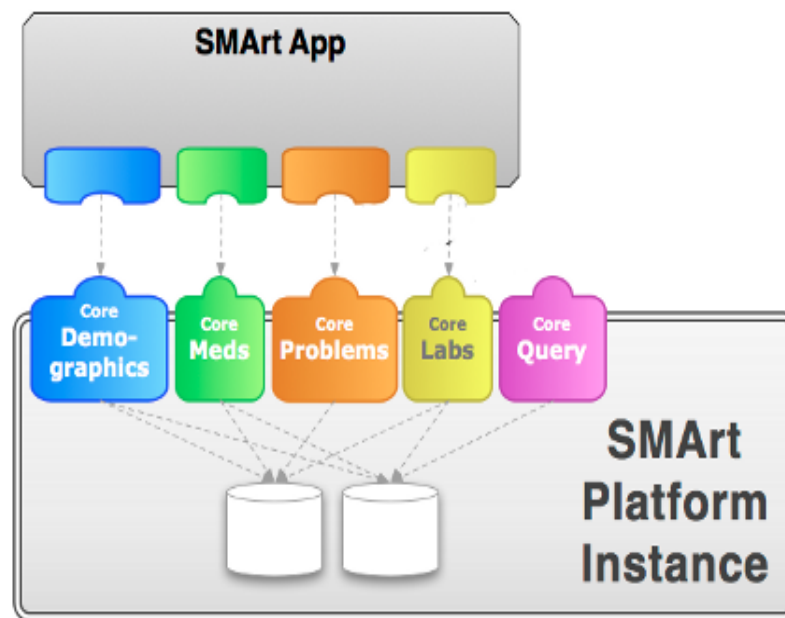 SMArt App
Core
Demo-
graphics
Core
Meds
Core
Problems
Core
Labs
Core
Query
SMArt
Platform
Instance